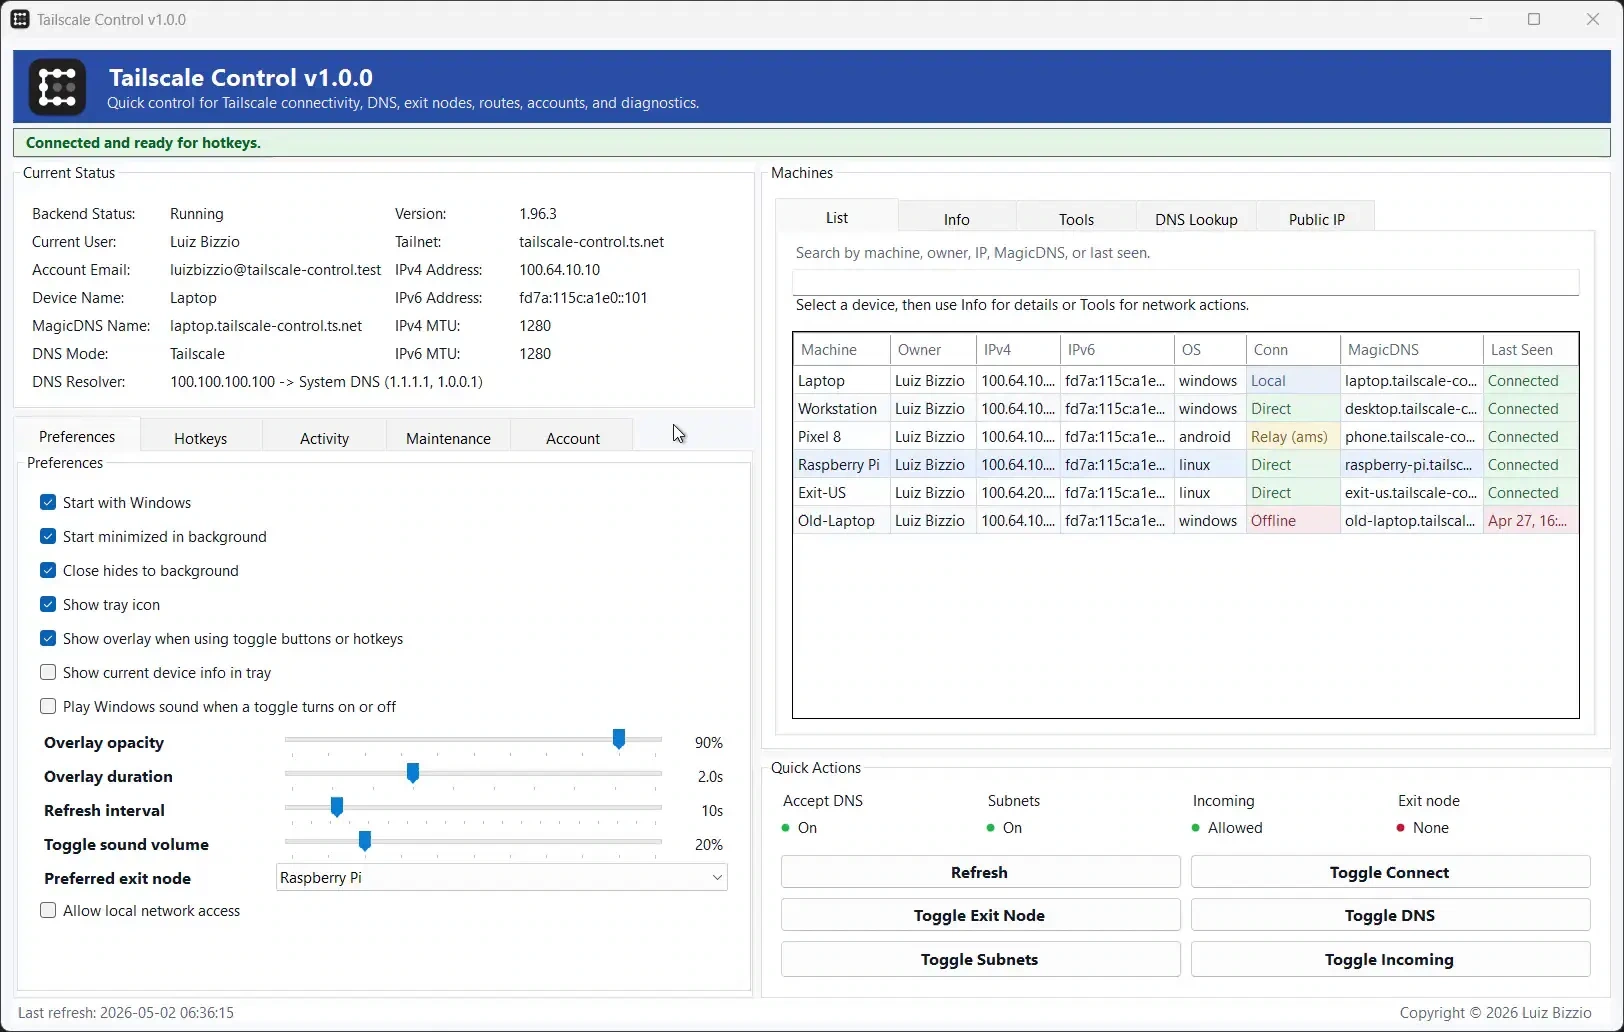 Tailscale Control v1.0.0
Tailscale Control v1.0.0
Quick control for Tailscale connectivity, DNS, exit nodes, routes, accounts, and diagnostics.
Connected and ready for hotkeys.
Current Status
Backend Status: Running Version: 1.96.3
Current User: Luiz Bizzio Tailnet: tailscale-control.ts.net
Account Email: luizbizzio@tailscale-control.test IPv4 Address: 100.64.10.10
Device Name: Laptop IPv6 Address: fd7a:115c:a1e0::101
MagicDNS Name: laptop.tailscale-control.ts.net IPv4 MTU: 1280
DNS Mode: Tailscale IPv6 MTU: 1280
DNS Resolver: 100.100.100.100 -> System DNS (1.1.1.1, 1.0.0.1)
Preferences Hotkeys Activity Maintenance Account
Preferences
Start with Windows
Start minimized in background
Close hides to background
Show tray icon
Show overlay when using toggle buttons or hotkeys
Show current device info in tray
Play Windows sound when a toggle turns on or off
Overlay opacity 90%
Overlay duration 2.0s
Refresh interval 10s
Toggle sound volume 20%
Preferred exit node Raspberry Pi
Allow local network access
Machines
List Info Tools DNS Lookup Public IP
Search by machine, owner, IP, MagicDNS, or last seen.
Select a device, then use Info for details or Tools for network actions.
Machine Owner IPv4 IPv6 OS Conn MagicDNS Last Seen
Laptop Luiz Bizzio 100.64.10.... fd7a:115c:a1e... windows Local laptop.tailscale-co... Connected
Workstation Luiz Bizzio 100.64.10.... fd7a:115c:a1e... windows Direct desktop.tailscale-c... Connected
Pixel 8 Luiz Bizzio 100.64.10.... fd7a:115c:a1e... android Relay (ams) phone.tailscale-co... Connected
Raspberry Pi Luiz Bizzio 100.64.10.... fd7a:115c:a1e... linux Direct raspberry-pi.tailsc... Connected
Exit-US Luiz Bizzio 100.64.20.... fd7a:115c:a1e... linux Direct exit-us.tailscale-co... Connected
Old-Laptop Luiz Bizzio 100.64.10.... fd7a:115c:a1e... windows Offline old-laptop.tailscal... Apr 27, 16:...
Quick Actions
Accept DNS Subnets Incoming Exit node
On On Allowed None
Refresh Toggle Connect
Toggle Exit Node Toggle DNS
Toggle Subnets Toggle Incoming
Last refresh: 2026-05-02 06:36:15 Copyright © 2026 Luiz Bizzio